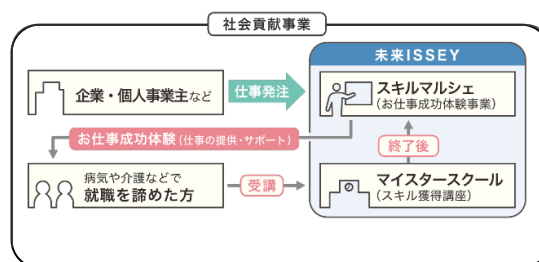 社会貢献事業
未来ISSEY
企業・個人事業主など
仕事発注
スキルマルシェ
(お仕事成功体験事業)
お仕事成功体験(仕事の提供・サポート)
終了後
病気や介護などで
就職を諦めた方
受講
マイスタースクール
(スキル獲得講座)